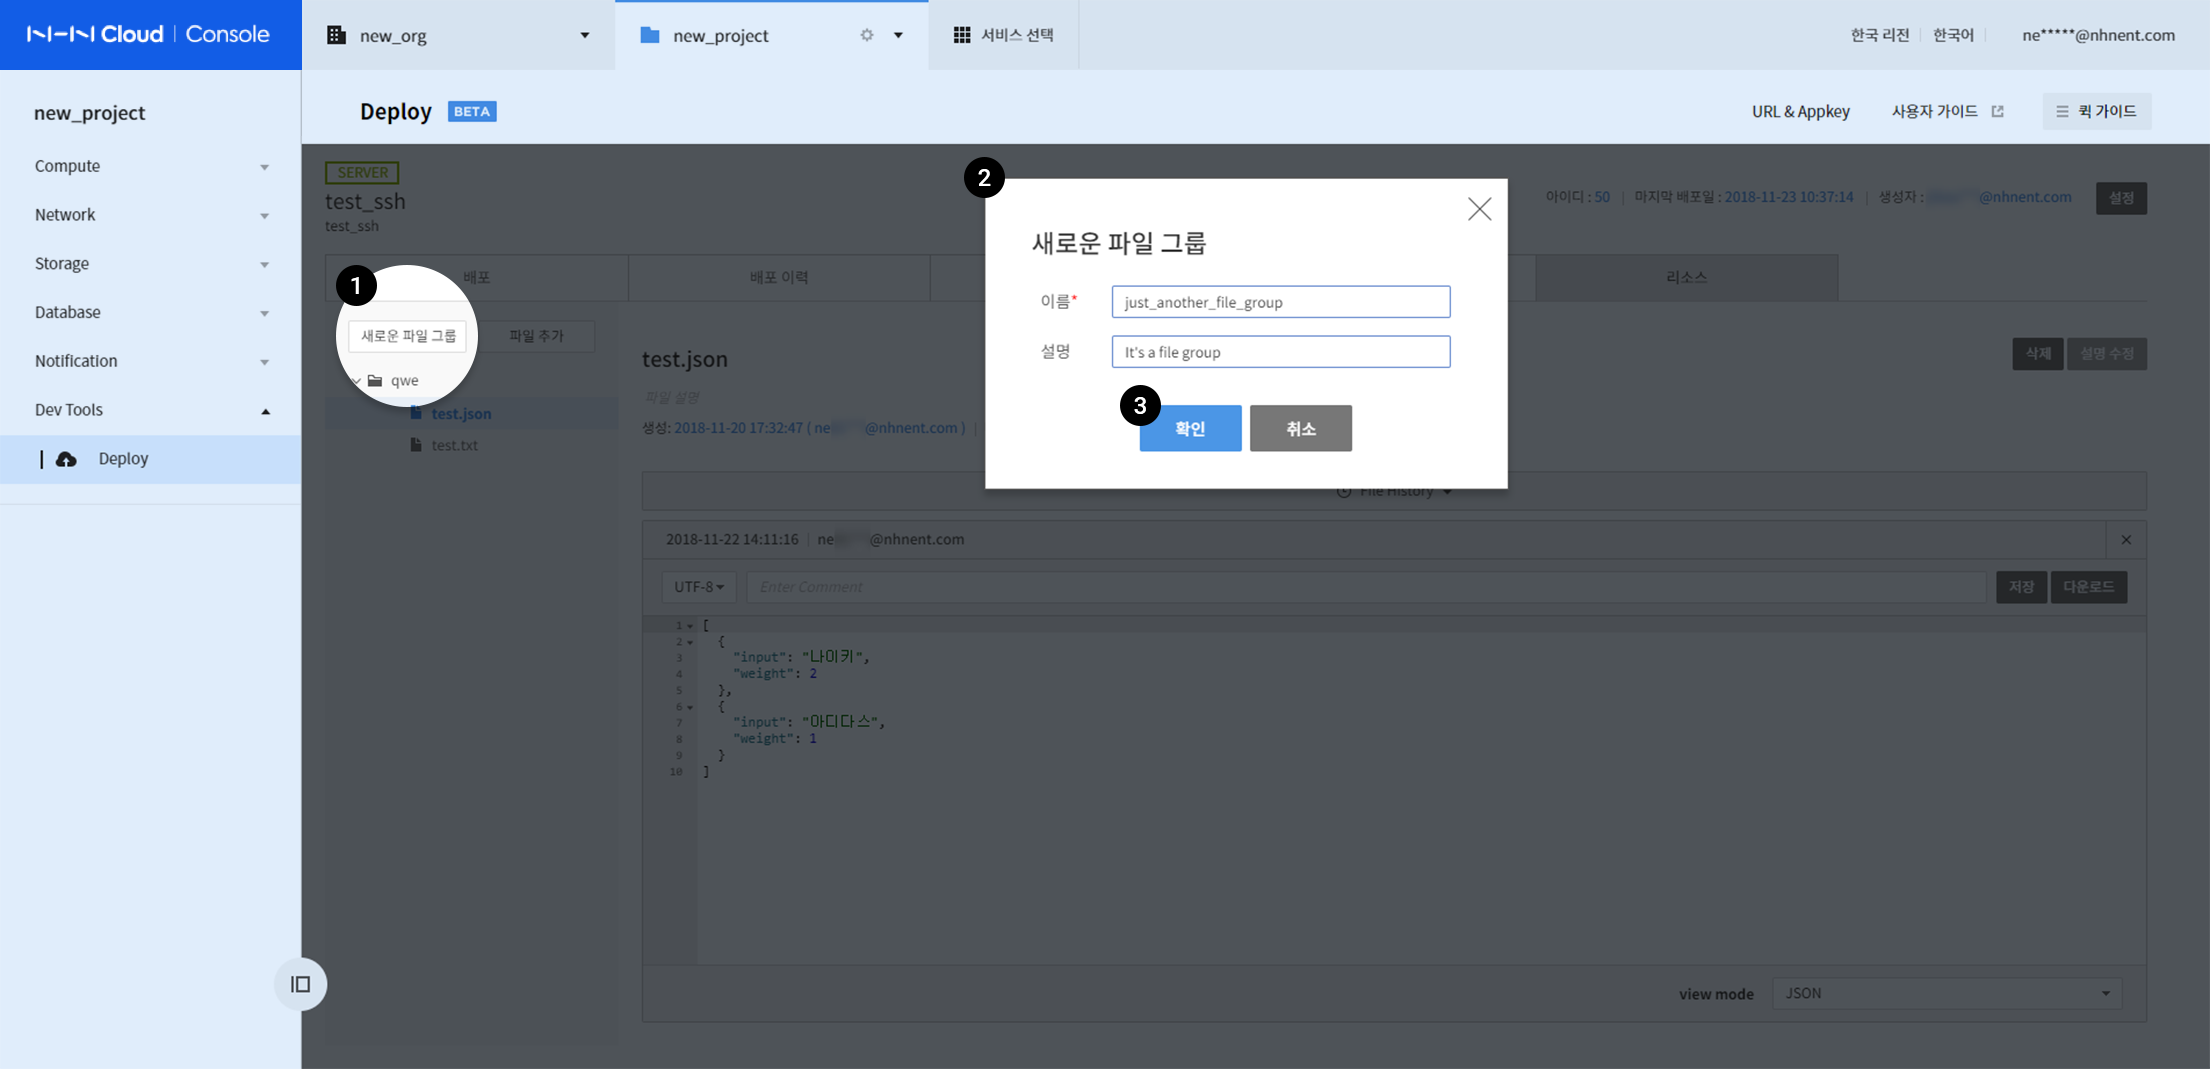 NHN Cloud | Console
new_org
new_project
서비스 선택
한국 리전
한국어
ne*****@nhnent.com
new_project
Compute
Network
Storage
Database
Notification
Dev Tools
Deploy
Deploy BETA
URL & Appkey
사용자 가이드
퀵 가이드
SERVER
test_ssh
test_ssh
아이디 : 50 | 마지막 배포일 : 2018-11-23 10:37:14 | 생성자 : @nhnent.com
설정
배포
배포 이력
리소스
1
새로운 파일 그룹
파일 추가
qwe
test.json
test.txt
test.json
파일 설명
삭제
설명 수정
생성: 2018-11-20 17:32:47 ( ne @nhnent.com ) |
2
새로운 파일 그룹
이름*
just_another_file_group
설명
It's a file group
3
확인
취소
File History
2018-11-22 14:11:16 | ne @nhnent.com
UTF-8
Enter Comment
저장
다운로드
1 [
2 {
3 "input": "나이키",
4 "weight": 2
5 },
6 {
7 "input": "아디다스",
8 "weight": 1
9 }
10 ]
view mode
JSON